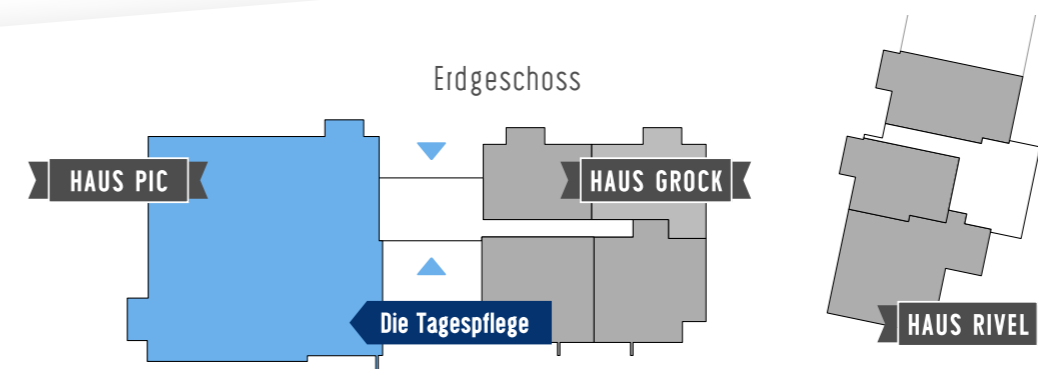 Erdgeschoss
HAUS PIC
HAUS GROCK
Die Tagespflege
HAUS RIVEL